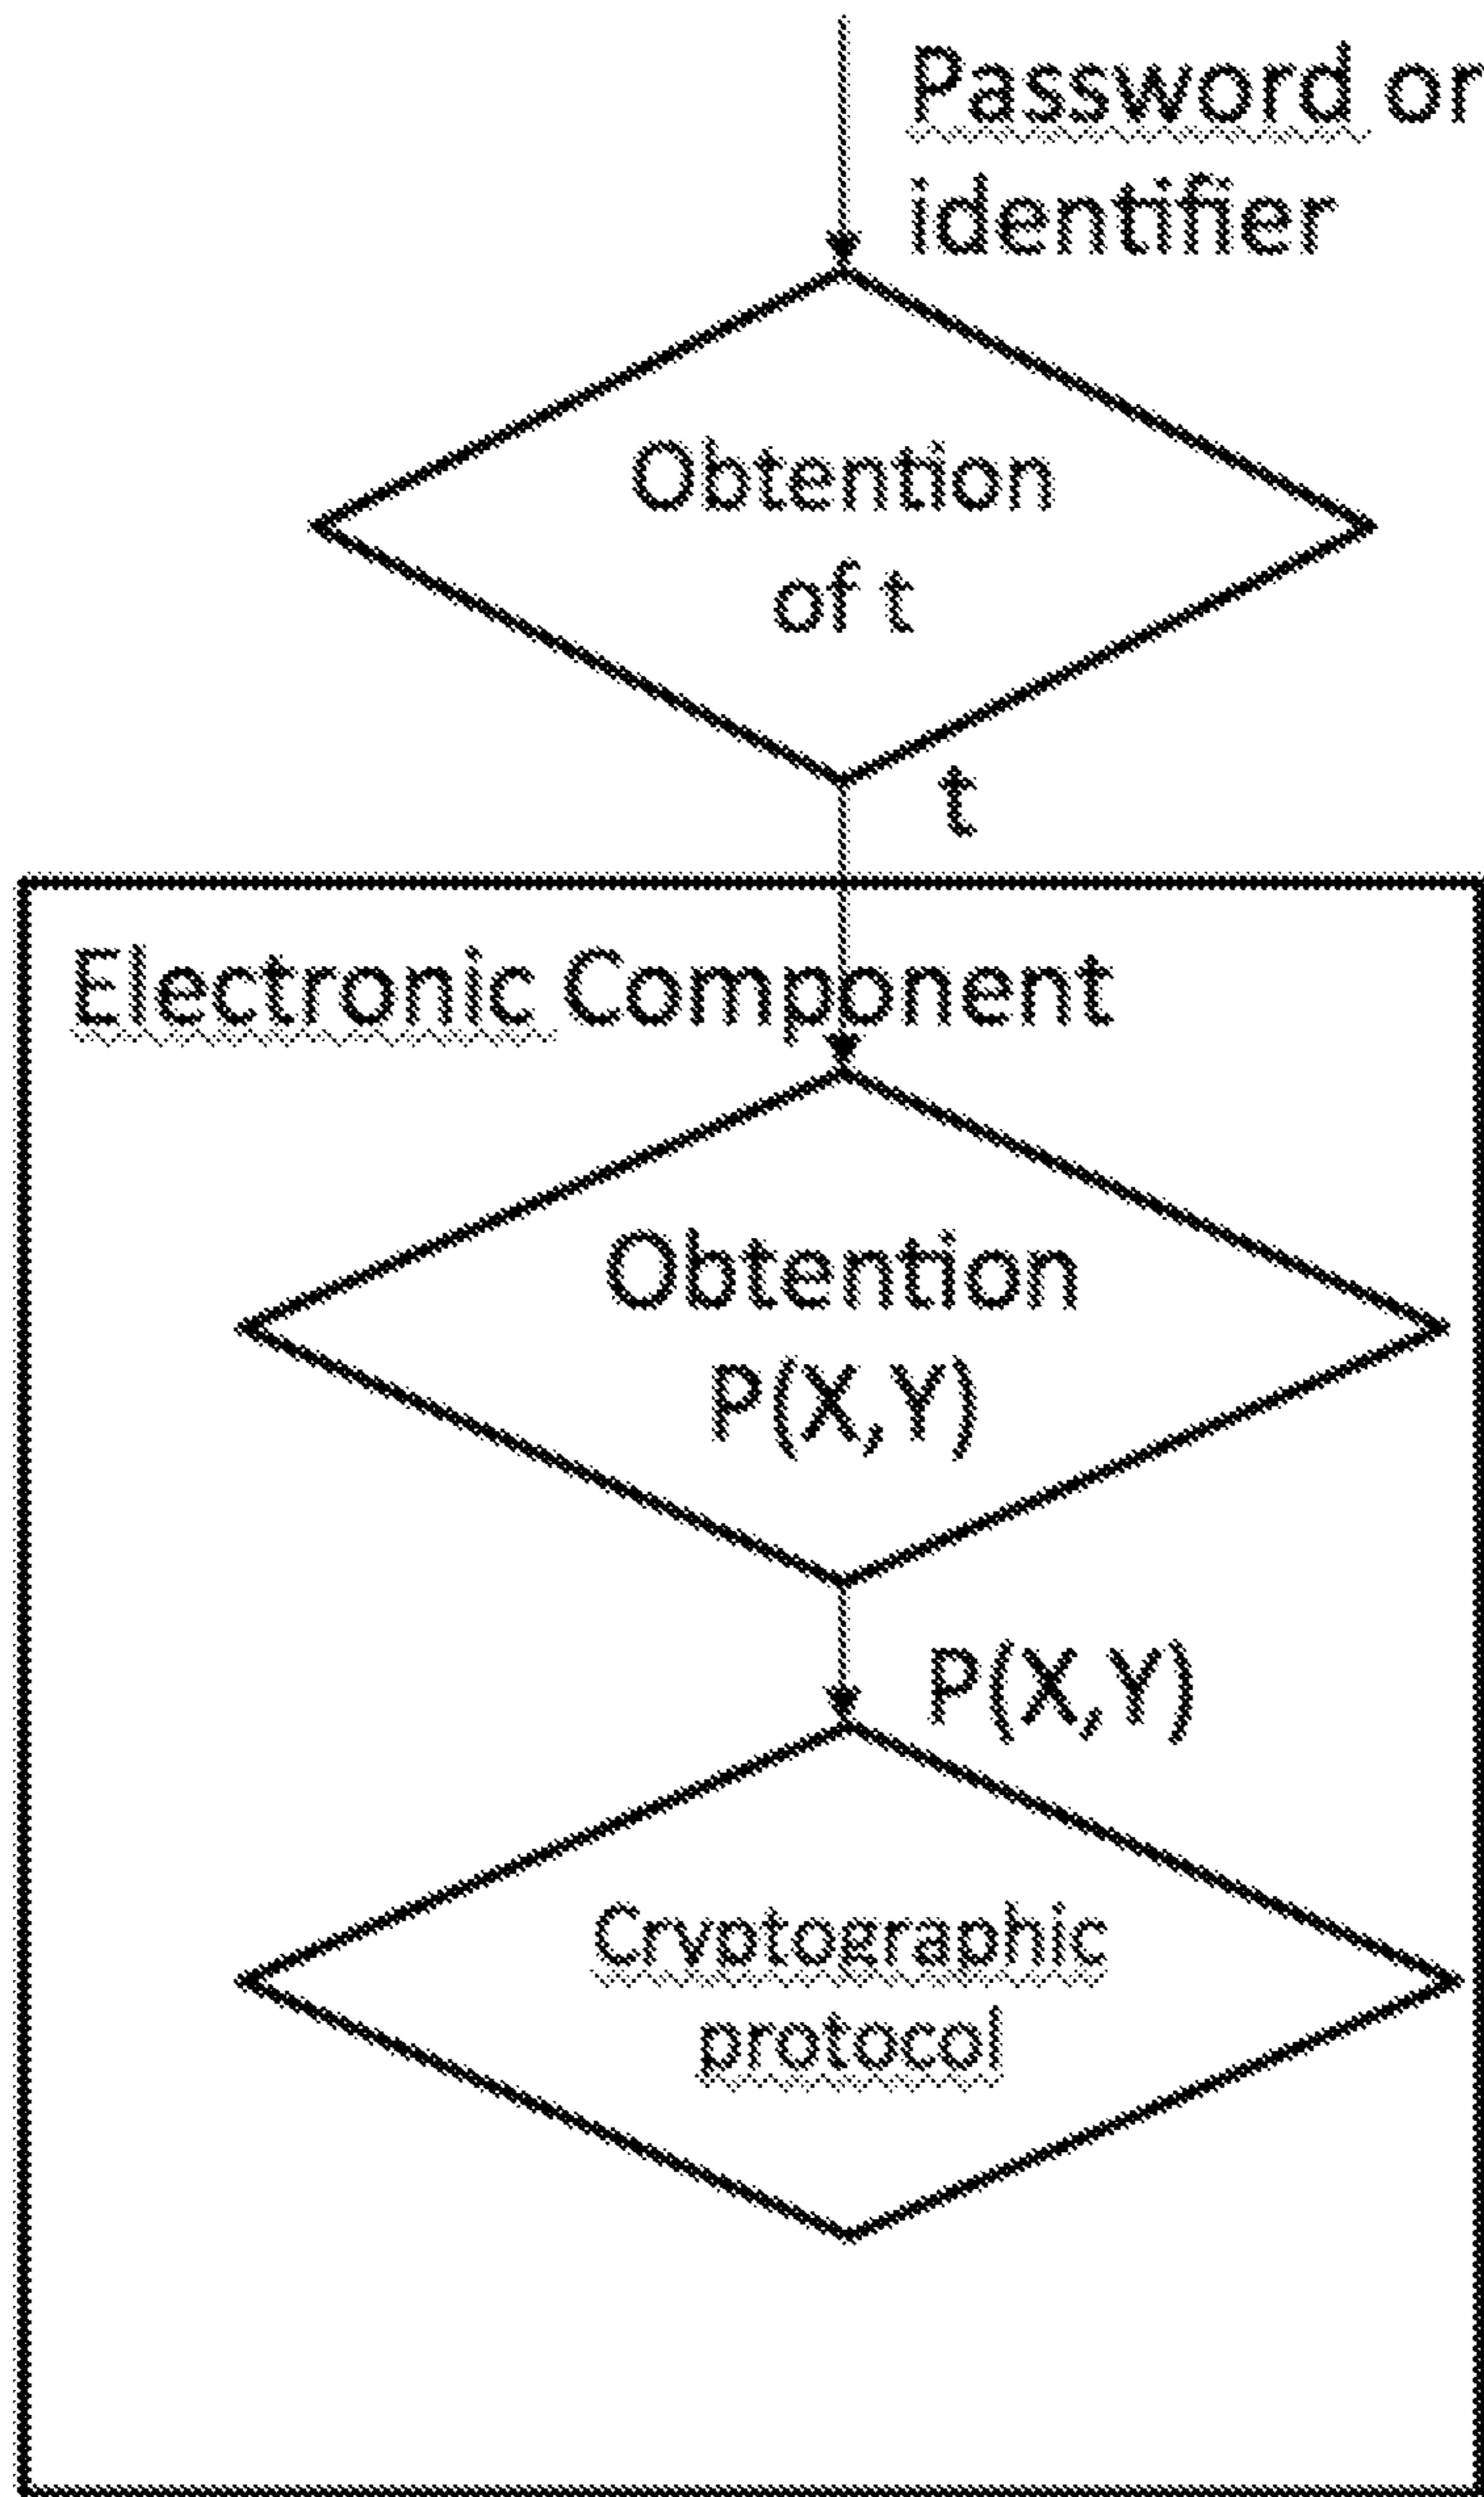 Password or
identifier
Obtention
of t
t
Electronic Component
Obtention
P(X,Y)
P(X,Y)
Cryptographic
protocol